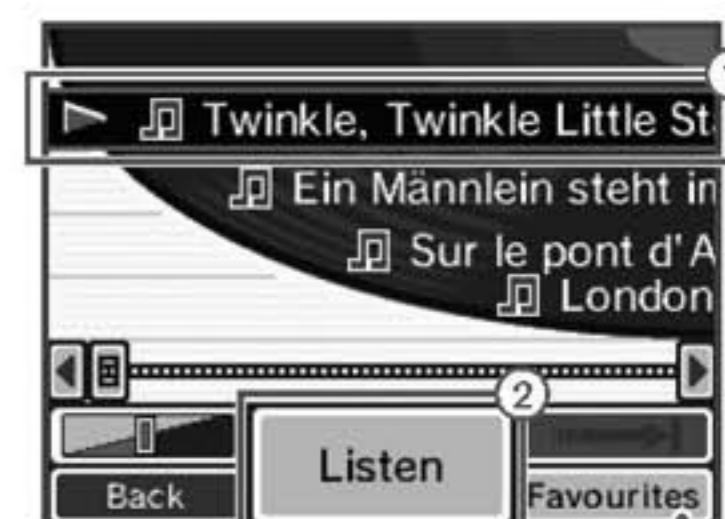 Twinkle, Twinkle Little St
Ein Männlein steht in
Sur le pont d'A
London
2
Listen
Back
Favourites